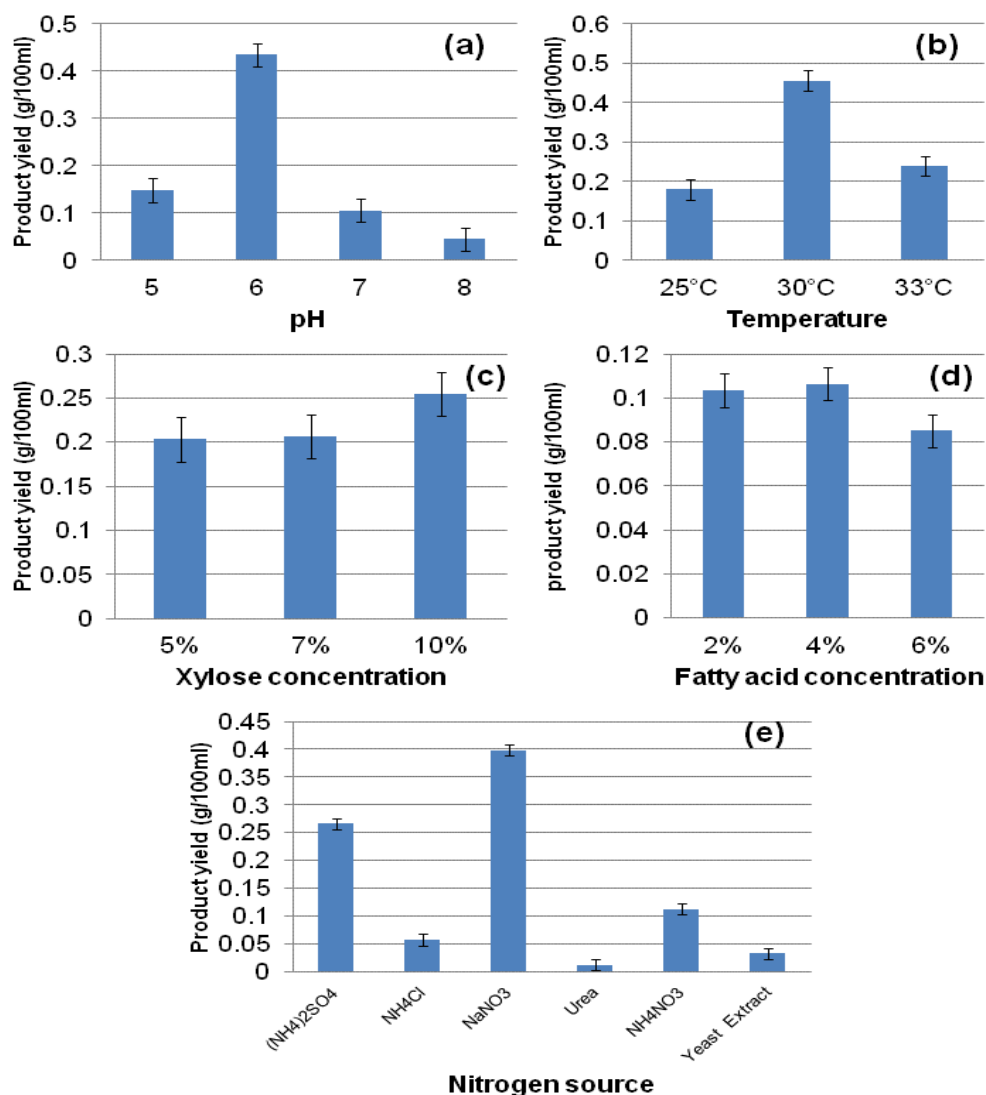 (a)
Product yield (g/100ml)
0.5
0.4
0.3
0.2
0.1
0
5 6 7 8
pH
(b)
Product yield (g/100ml)
0.6
0.5
0.4
0.3
0.2
0.1
0
25°C 30°C 33°C
Temperature
(c)
Product yield (g/100ml)
0.3
0.25
0.2
0.15
0.1
0.05
0
5% 7% 10%
Xylose concentration
(d)
product yield (g/100ml)
0.12
0.1
0.08
0.06
0.04
0.02
0
2% 4% 6%
Fatty acid concentration
(e)
Product yield (g/100ml)
0.45
0.4
0.35
0.3
0.25
0.2
0.15
0.1
0.05
0
(NH4)2SO4 NH4Cl NaNO3 Urea NH4NO3 Yeast Extract
Nitrogen source